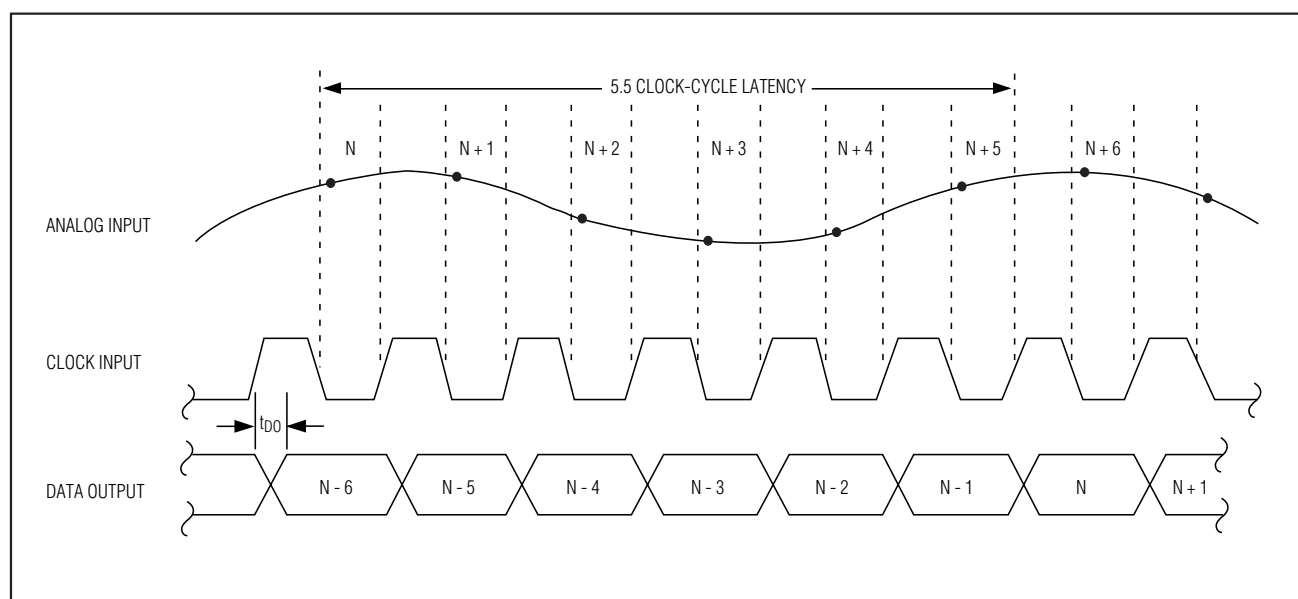 5.5 CLOCK-CYCLE LATENCY
N N + 1 N + 2 N + 3 N + 4 N + 5 N + 6
ANALOG INPUT
CLOCK INPUT
tDO
DATA OUTPUT N - 6 N - 5 N - 4 N - 3 N - 2 N - 1 N N + 1